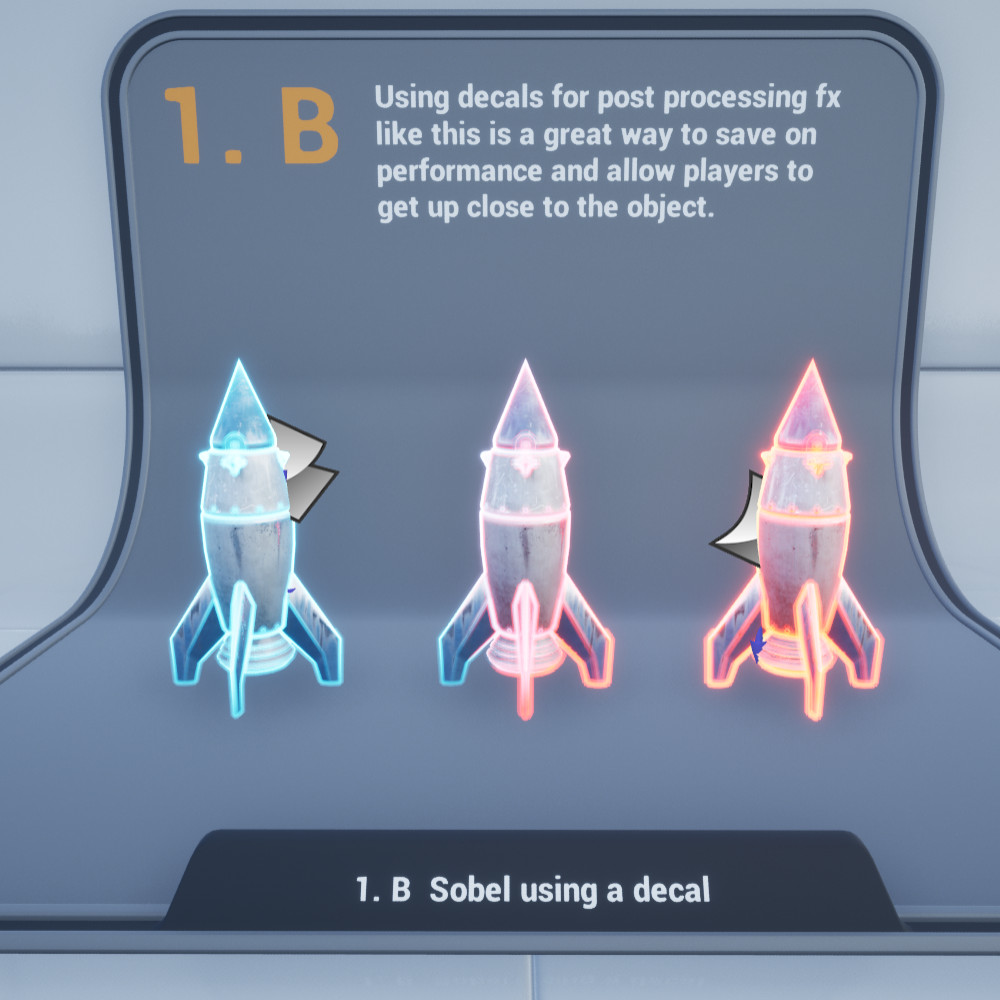 1. B
Using decals for post processing fx
like this is a great way to save on
performance and allow players to
get up close to the object.
1. B Sobel using a decal